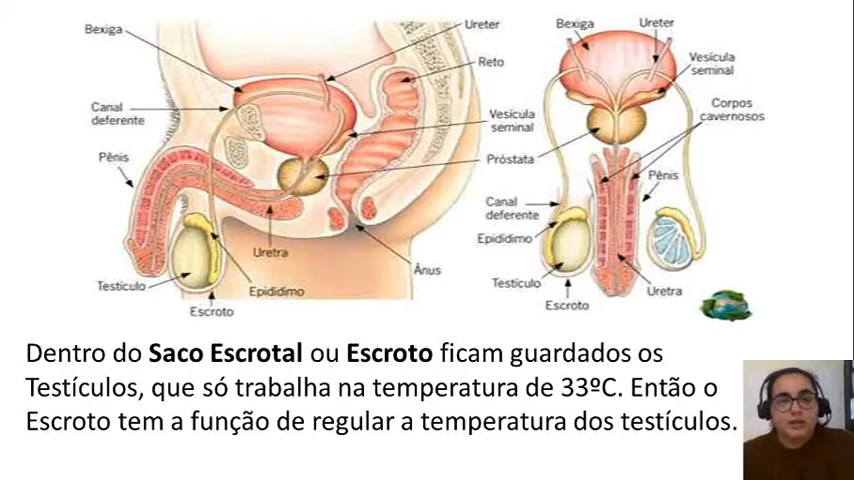 Bexiga
Ureter
Reto
Canal
deferente
Vesícula
seminal
Pênis
Próstata
Uretra
Ânus
Testículo
Epidídimo
Escroto
Bexiga
Ureter
Vesícula
seminal
Corpos
cavernosos
Pênis
Canal
deferente
Epidídimo
Testículo
Escroto
Uretra
Dentro do Saco Escrotal ou Escroto ficam guardados os
Testículos, que só trabalha na temperatura de 33ºC. Então o
Escroto tem a função de regular a temperatura dos testículos.